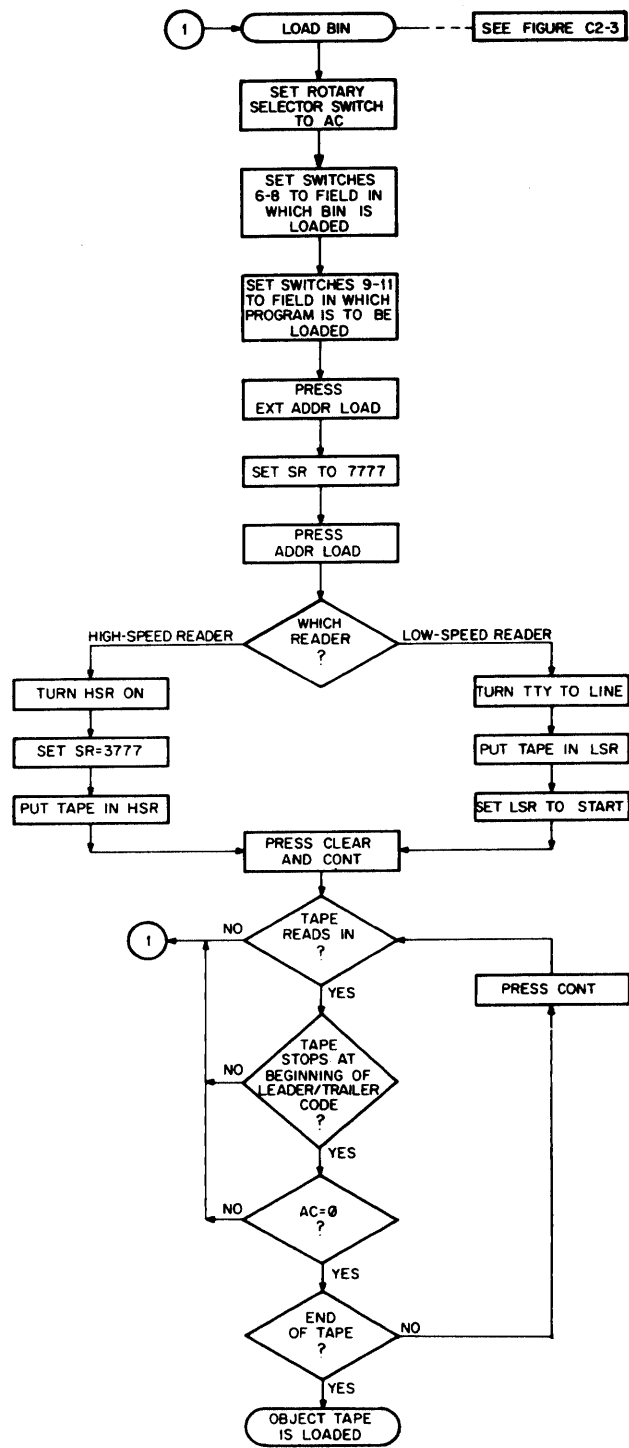 1
LOAD BIN
SEE FIGURE C2-3
SET ROTARY
SELECTOR SWITCH
TO AC
SET SWITCHES
6-8 TO FIELD IN
WHICH BIN IS
LOADED
SET SWITCHES 9-11
TO FIELD IN WHICH
PROGRAM IS TO BE
LOADED
PRESS
EXT ADDR LOAD
SET SR TO 7777
PRESS
ADDR LOAD
WHICH
READER
?
HIGH-SPEED READER
LOW-SPEED READER
TURN HSR ON
TURN TTY TO LINE
SET SR=3777
PUT TAPE IN LSR
PUT TAPE IN HSR
SET LSR TO START
PRESS CLEAR
AND CONT
TAPE
READS IN
?
NO
1
YES
PRESS CONT
TAPE
STOPS AT
BEGINNING OF
LEADER/TRAILER
CODE
?
NO
YES
AC=0
?
NO
YES
END
OF TAPE
?
NO
YES
OBJECT TAPE
IS LOADED